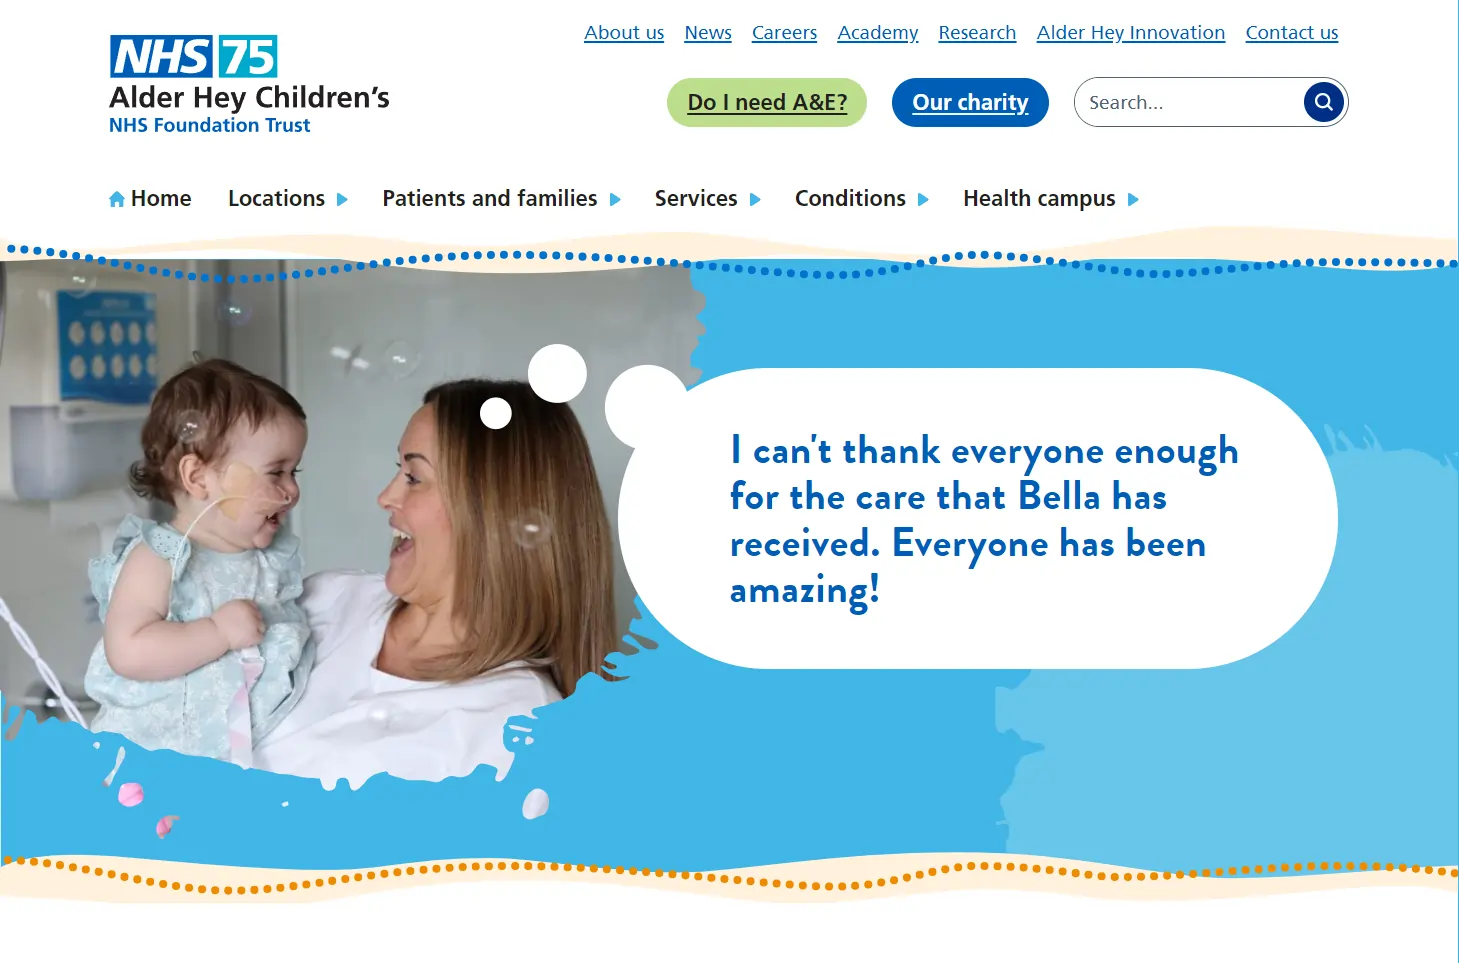 About us News Careers Academy Research Alder Hey Innovation Contact us
NHS 75
Alder Hey Children's
NHS Foundation Trust
Do I need A&E? Our charity Search...
Home Locations Patients and families Services Conditions Health campus
I can't thank everyone enough
for the care that Bella has
received. Everyone has been
amazing!